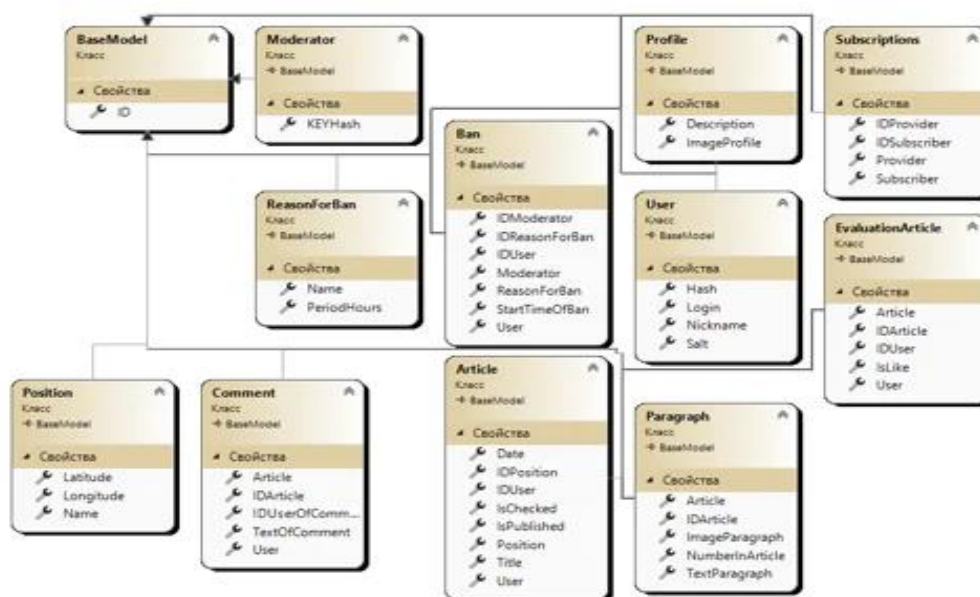 BaseModel
Класс
Свойства
ID
Moderator
Класс
BaseModel
Свойства
KEYHash
Profile
Класс
BaseModel
Свойства
Description
ImageProfile
Subscriptions
Класс
BaseModel
Свойства
IDProvider
IDSubscriber
Provider
Subscriber
ReasonForBan
Класс
BaseModel
Свойства
Name
PeriodHours
Ban
Класс
BaseModel
Свойства
IDModerator
IDReasonForBan
IDUser
Moderator
ReasonForBan
StartTimeOfBan
User
User
Класс
BaseModel
Свойства
Hash
Login
Nickname
Salt
EvaluationArticle
Класс
BaseModel
Свойства
Article
IDArticle
IDUser
IsLike
User
Position
Класс
BaseModel
Свойства
Latitude
Longitude
Name
Comment
Класс
BaseModel
Свойства
Article
IDArticle
IDUserOfComm...
TextOfComment
User
Article
Класс
BaseModel
Свойства
Date
IDPosition
IDUser
IsChecked
IsPublished
Position
Title
User
Paragraph
Класс
BaseModel
Свойства
Article
IDArticle
ImageParagraph
NumberInArticle
TextParagraph